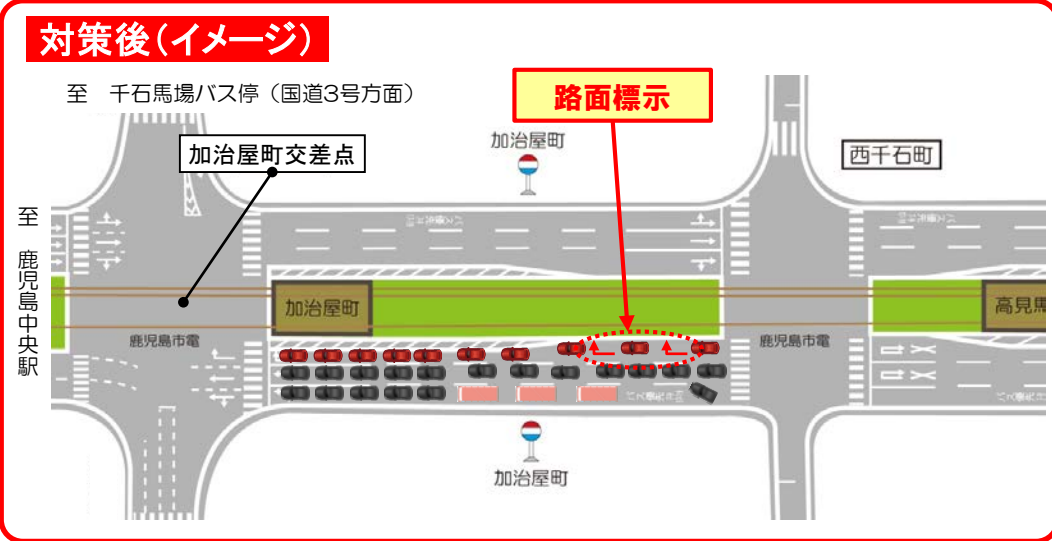 対策後(イメージ)
至 千石馬場バス停(国道3号方面)
路面標示
加治屋町
加治屋町交差点
西千石町
至 鹿児島中央駅
加治屋町
高見馬
鹿児島市電
鹿児島市電
加治屋町